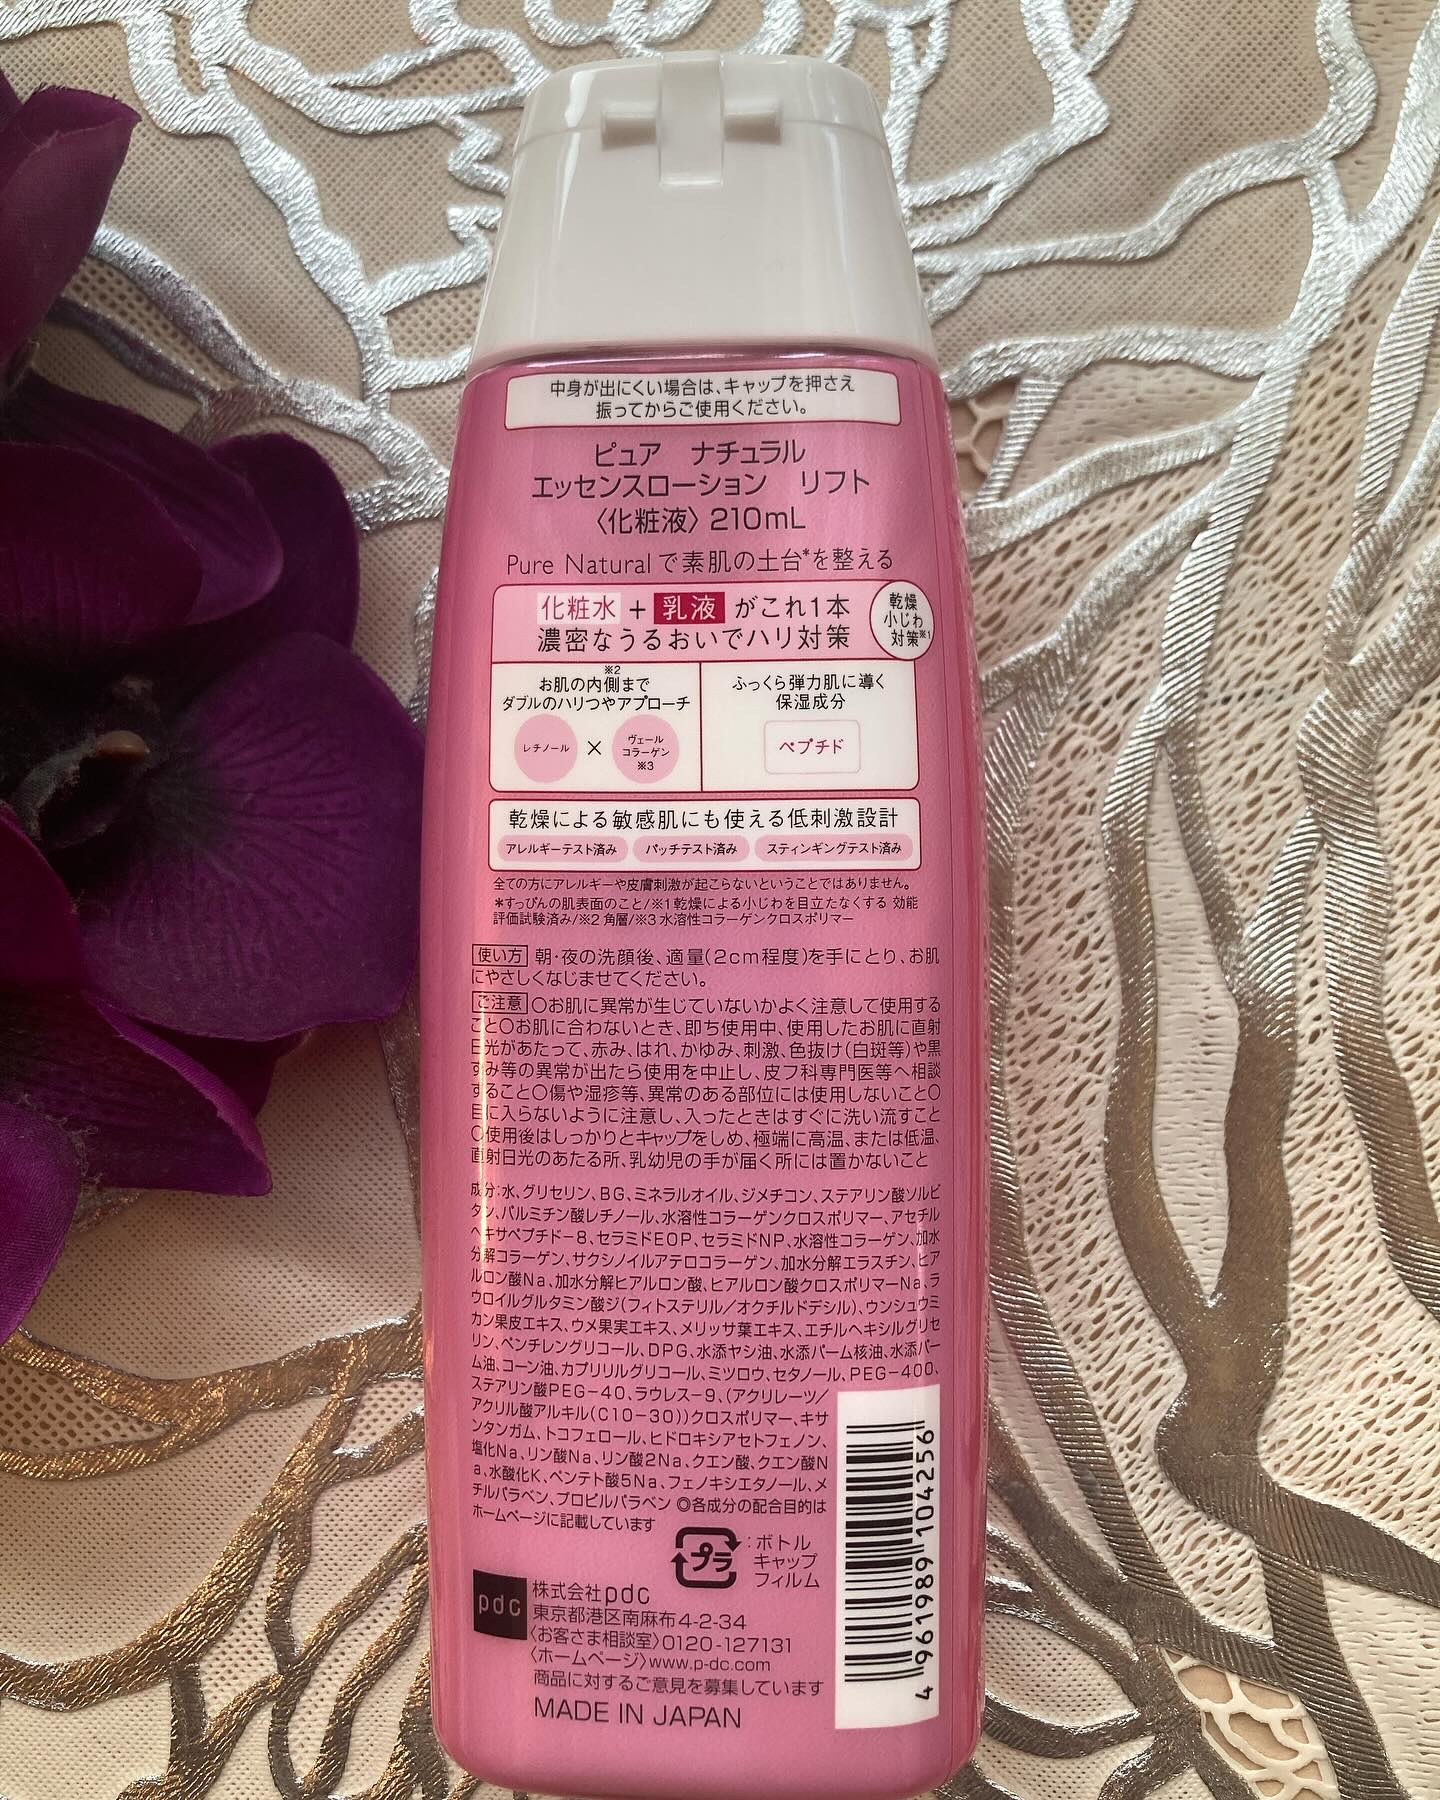 中身が出にくい場合は、キャップを押さえ
振ってからご使用ください。
ピュア ナチュラル
エッセンスローション リフト
〈化粧液〉210mL
Pure Naturalで素肌の土台*を整える
化粧水 + 乳液 がこれ1本
濃密なうるおいでハリ対策
乾燥
小じわ
対策※1
※2
お肌の内側まで
ダブルのハリつやアプローチ
レチノール × ヴェール
コラーゲン
※3
ふっくら弾力肌に導く
保湿成分
ペプチド
乾燥による敏感肌にも使える低刺激設計
アレルギーテスト済み パッチテスト済み スティンギングテスト済み
全ての方にアレルギーや皮膚刺激が起こらないということではありません。
*すっぴんの肌表面のこと/※1 乾燥による小じわを目立たなくする 効能
評価試験済み/※2 角層/※3 水溶性コラーゲンクロスポリマー
使い方 朝・夜の洗顔後、適量(2cm程度)を手にとり、お肌
にやさしくなじませてください。
ご注意 〇お肌に異常が生じていないかよく注意して使用する
こと〇お肌に合わないとき、即ち使用中、使用したお肌に直射
日光があたって、赤み、はれ、かゆみ、刺激、色抜け(白斑等)や黒
ずみ等の異常が出たら使用を中止し、皮フ科専門医等へ相談
すること〇傷や湿疹等、異常のある部位には使用しないこと〇
目に入らないように注意し、入ったときはすぐに洗い流すこと
〇使用後はしっかりとキャップをしめ、極端に高温、または低温、
直射日光のあたる所、乳幼児の手が届く所には置かないこと
成分:水、グリセリン、BG、ミネラルオイル、ジメチコン、ステアリン酸ソルビ
タン、パルミチン酸レチノール、水溶性コラーゲンクロスポリマー、アセチル
ヘキサペプチド-8、セラミドEOP、セラミドNP、水溶性コラーゲン、加水
分解コラーゲン、サクシノイルアテロコラーゲン、加水分解エラスチン、ヒア
ルロン酸Na、加水分解ヒアルロン酸、ヒアルロン酸クロスポリマーNa、ラ
ウロイルグルタミン酸ジ(フィトステリル/オクチルドデシル)、ウンシュウミ
カン果皮エキス、ウメ果実エキス、メリッサ葉エキス、エチルヘキシルグリセ
リン、ペンチレングリコール、DPG、水添ヤシ油、水添パーム核油、水添パー
ム油、コーン油、カプリリルグリコール、ミツロウ、セタノール、PEG-400、
ステアリン酸PEG-40、ラウレス-9、(アクリレーツ/
アクリル酸アルキル(C10-30))クロスポリマー、キサ
ンタンガム、トコフェロール、ヒドロキシアセトフェノン、
塩化Na、リン酸Na、リン酸2Na、クエン酸、クエン酸N
a、水酸化K、ペンテト酸5Na、フェノキシエタノール、メ
チルパラベン、プロピルパラベン ◎各成分の配合目的は
ホームページに記載しています
プラ :ボトル
キャップ
フィルム
pdc 株式会社pdc
東京都港区南麻布4-2-34
〈お客さま相談室〉0120-127131
〈ホームページ〉www.p-dc.com
商品に対するご意見を募集しています
MADE IN JAPAN
4 961989 104256